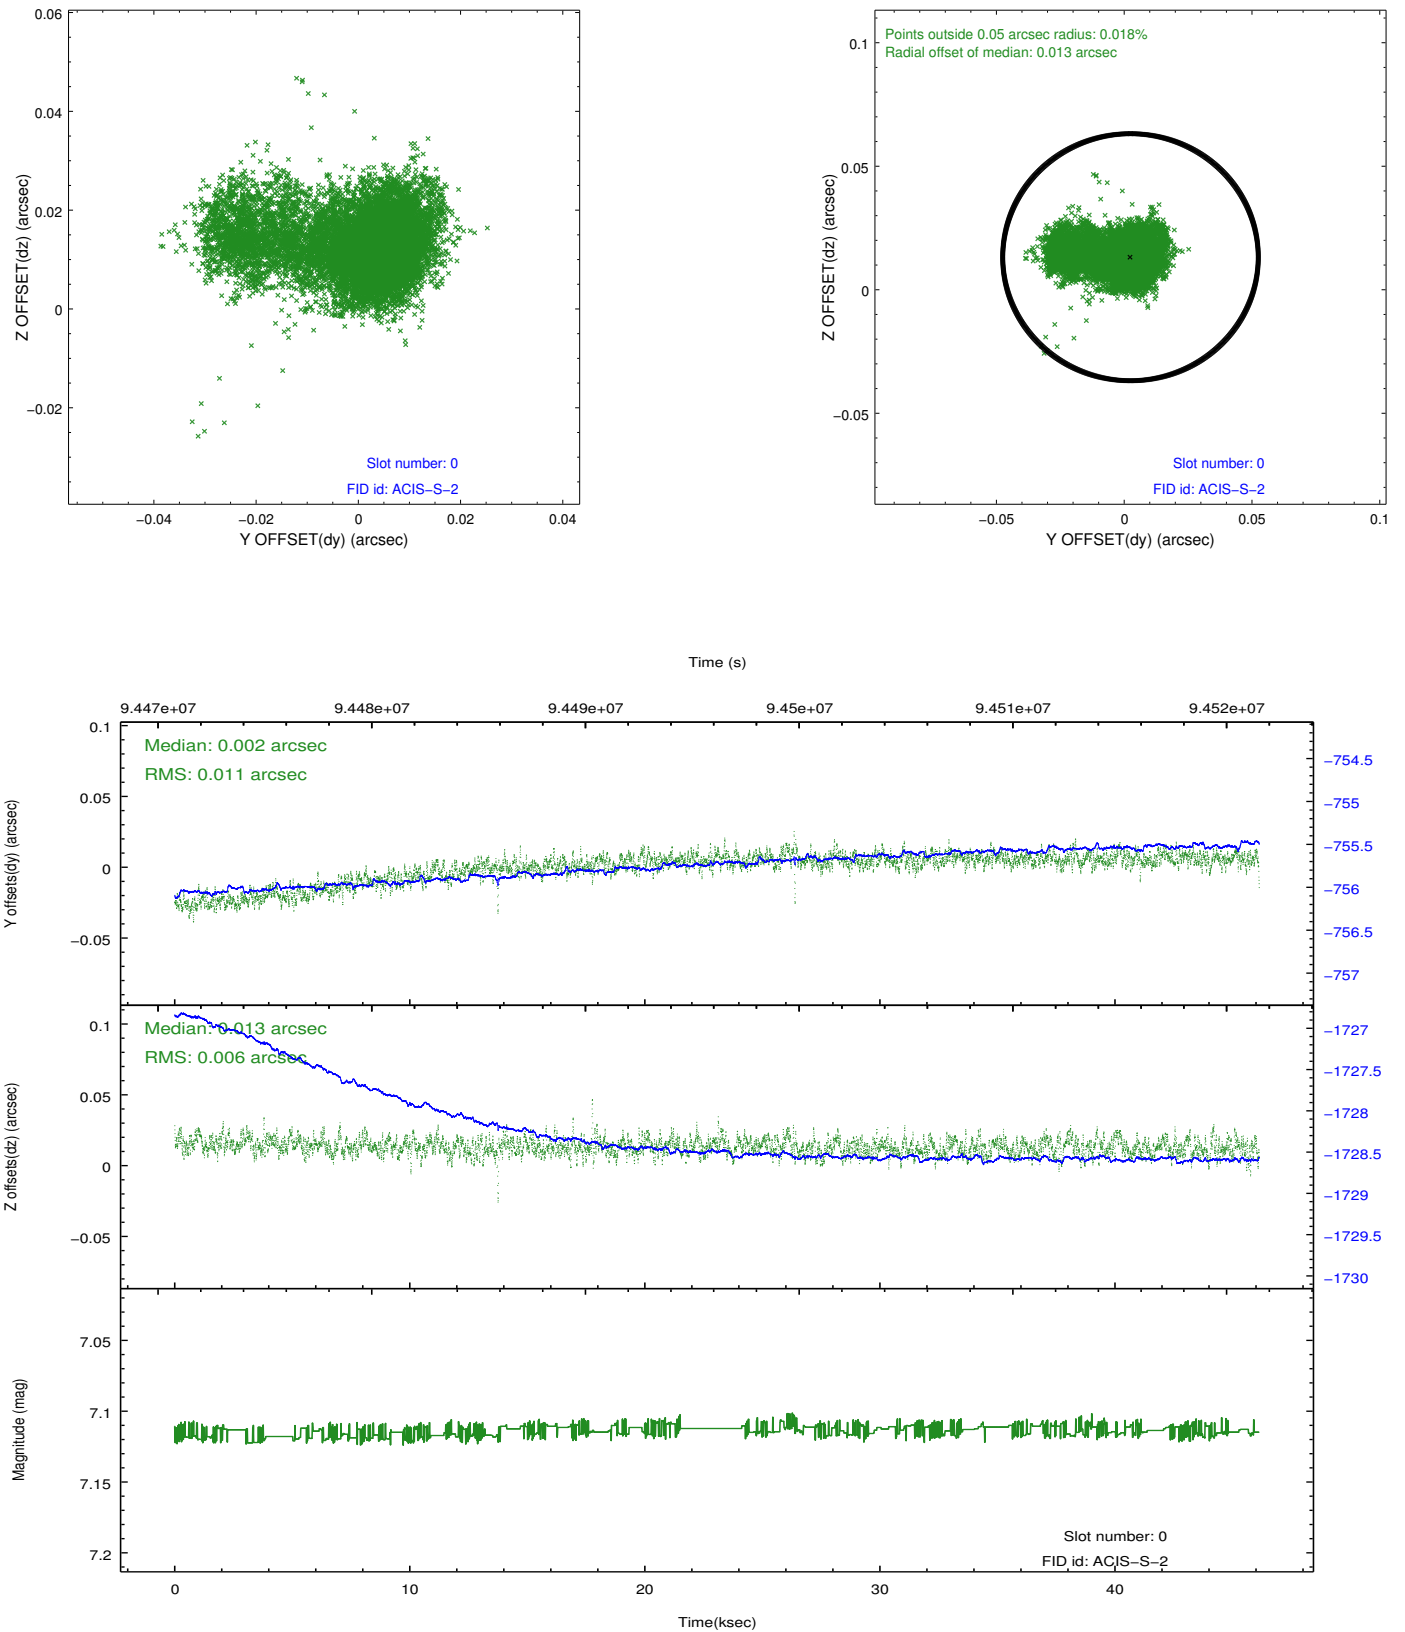 0.06
0.04
0.02
0
−0.02
Z OFFSET(dz) (arcsec)
Slot number: 0
FID id: ACIS−S−2
−0.04 −0.02 0 0.02 0.04
Y OFFSET(dy) (arcsec)
Points outside 0.05 arcsec radius: 0.018%
Radial offset of median: 0.013 arcsec
0.1
0.05
0
−0.05
Z OFFSET(dz) (arcsec)
Slot number: 0
FID id: ACIS−S−2
−0.05 0 0.05 0.1
Y OFFSET(dy) (arcsec)
Time (s)
9.447e+07 9.448e+07 9.449e+07 9.45e+07 9.451e+07 9.452e+07
Median: 0.002 arcsec
RMS: 0.011 arcsec
0.1
0.05
0
−0.05
Y offsets(dy) (arcsec)
−754.5
−755
−755.5
−756
−756.5
−757
Median: 0.013 arcsec
RMS: 0.006 arcsec
0.1
0.05
0
−0.05
Z offsets(dz) (arcsec)
−1727
−1727.5
−1728
−1728.5
−1729
−1729.5
−1730
7.05
7.1
7.15
7.2
Magnitude (mag)
Slot number: 0
FID id: ACIS−S−2
0 10 20 30 40
Time(ksec)